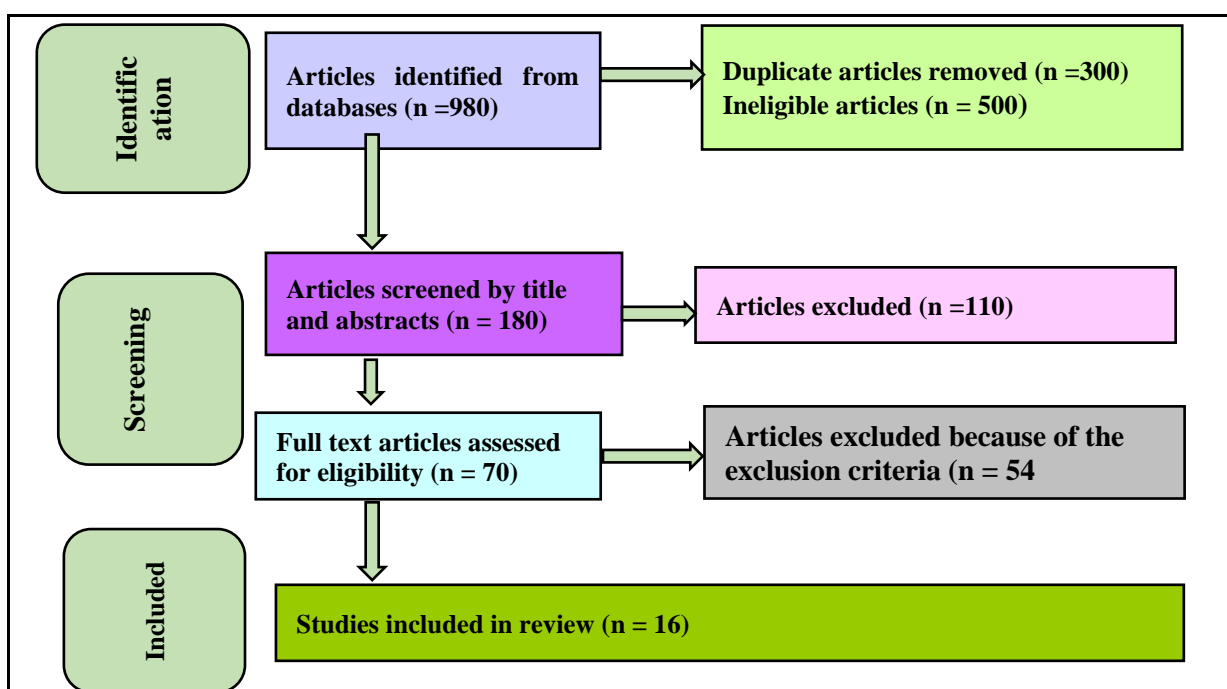 Identific
ation
Articles identified from
databases (n =980)
Duplicate articles removed (n =300)
Ineligible articles (n = 500)
Screening
Articles screened by title
and abstracts (n = 180)
Articles excluded (n =110)
Full text articles assessed
for eligibility (n = 70)
Articles excluded because of the
exclusion criteria (n = 54
Included
Studies included in review (n = 16)